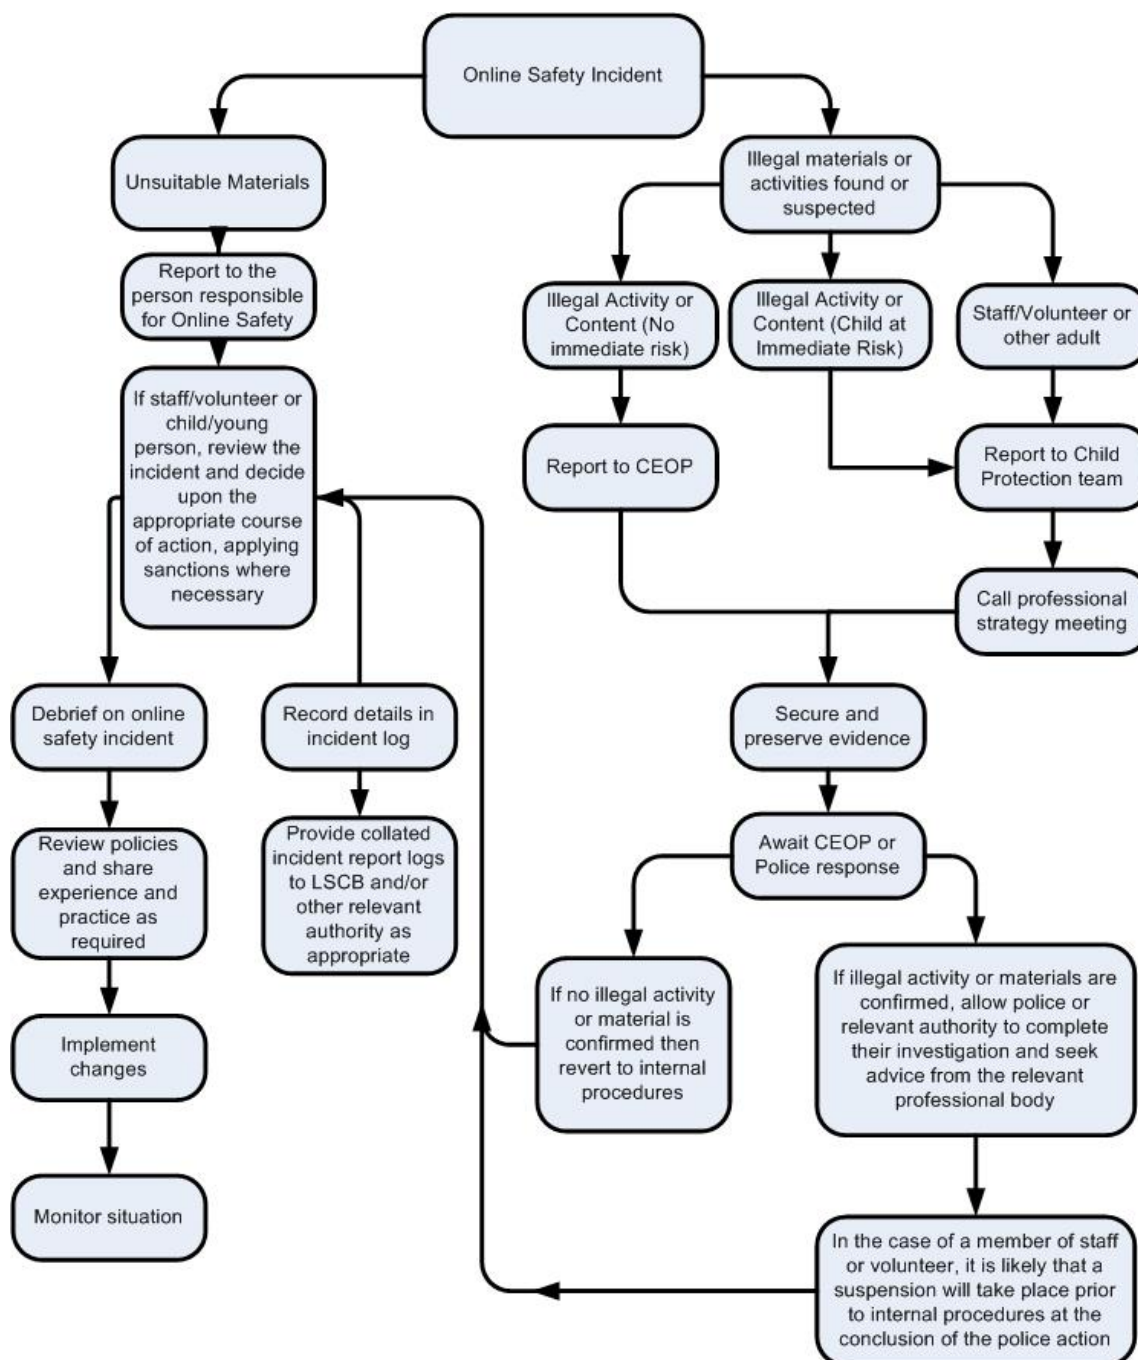 Online Safety Incident
Unsuitable Materials
Report to the
person responsible
for Online Safety
If staff/volunteer or
child/young
person, review the
incident and decide
upon the
appropriate course
of action, applying
sanctions where
necessary
Debrief on online
safety incident
Review policies
and share
experience and
practice as
required
Implement
changes
Monitor situation
Record details in
incident log
Provide collated
incident report logs
to LSCB and/or
other relevant
authority as
appropriate
Illegal materials or
activities found or
suspected
Illegal Activity or
Content (No
immediate risk)
Illegal Activity or
Content (Child at
Immediate Risk)
Staff/Volunteer or
other adult
Report to CEOP
Report to Child
Protection team
Call professional
strategy meeting
Secure and
preserve evidence
Await CEOP or
Police response
If no illegal activity
or material is
confirmed then
revert to internal
procedures
If illegal activity or materials are
confirmed, allow police or
relevant authority to complete
their investigation and seek
advice from the relevant
professional body
In the case of a member of staff
or volunteer, it is likely that a
suspension will take place prior
to internal procedures at the
conclusion of the police action